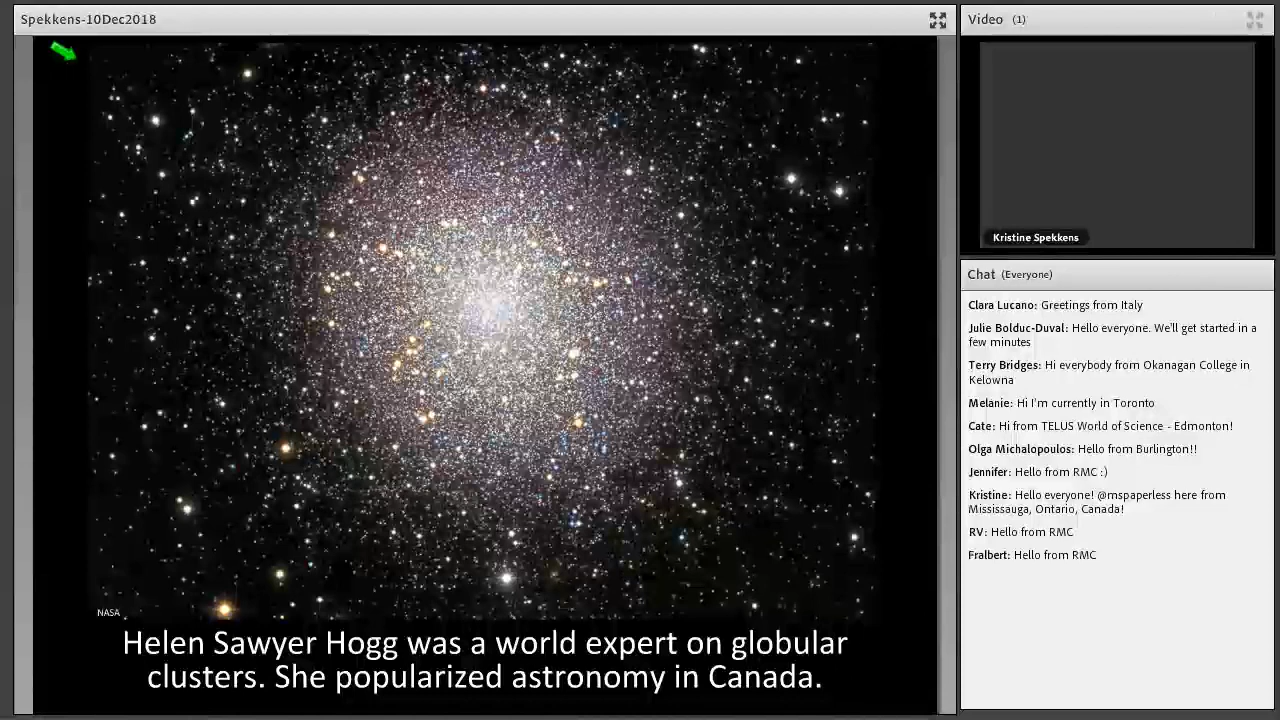 Spekkens-10Dec2018
NASA
Helen Sawyer Hogg was a world expert on globular
clusters. She popularized astronomy in Canada.
Video (1)
Kristine Spekkens
Chat (Everyone)
Clara Lucano: Greetings from Italy
Julie Bolduc-Duval: Hello everyone. We'll get started in a
few minutes
Terry Bridges: Hi everybody from Okanagan College in
Kelowna
Melanie: Hi I'm currently in Toronto
Cate: Hi from TELUS World of Science - Edmonton!
Olga Michalopoulos: Hello from Burlington!!
Jennifer: Hello from RMC :)
Kristine: Hello everyone! @mspaperless here from
Mississauga, Ontario, Canada!
RV: Hello from RMC
Fralbert: Hello from RMC